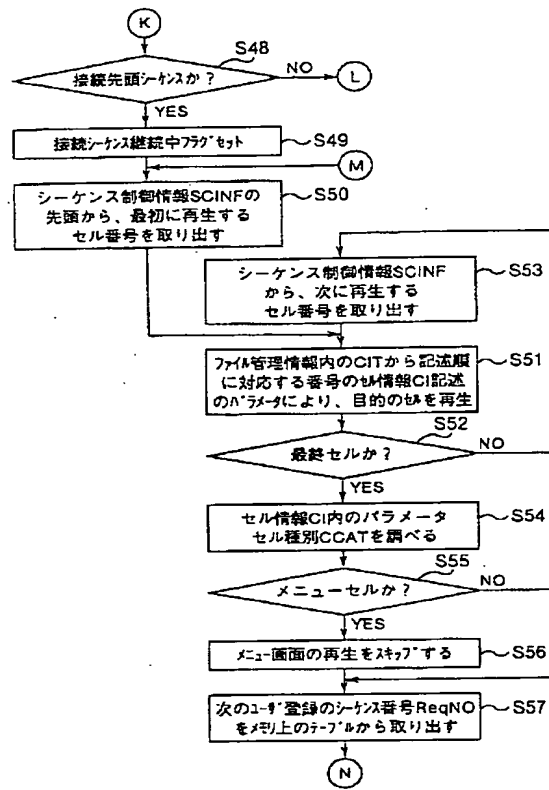 K
S48
接続先頭シーケンスか？
NO
L
YES
接続シーケンス継続中フラグセット
S49
M
シーケンス制御情報SCINFの
先頭から、最初に再生する
セル番号を取り出す
S50
シーケンス制御情報SCINF
から、次に再生する
セル番号を取り出す
S53
ファイル管理情報内のCITから記述順
に対応する番号のセル情報CI記述
のパラメータにより、目的のセルを再生
S51
S52
最終セルか？
NO
YES
セル情報CI内のパラメータ
セル種別CCATを調べる
S54
S55
メニューセルか？
NO
YES
メニュー画面の再生をスキップする
S56
次のユーザ登録のシーケンス番号ReqNO
をメモリ上のテーブルから取り出す
S57
N